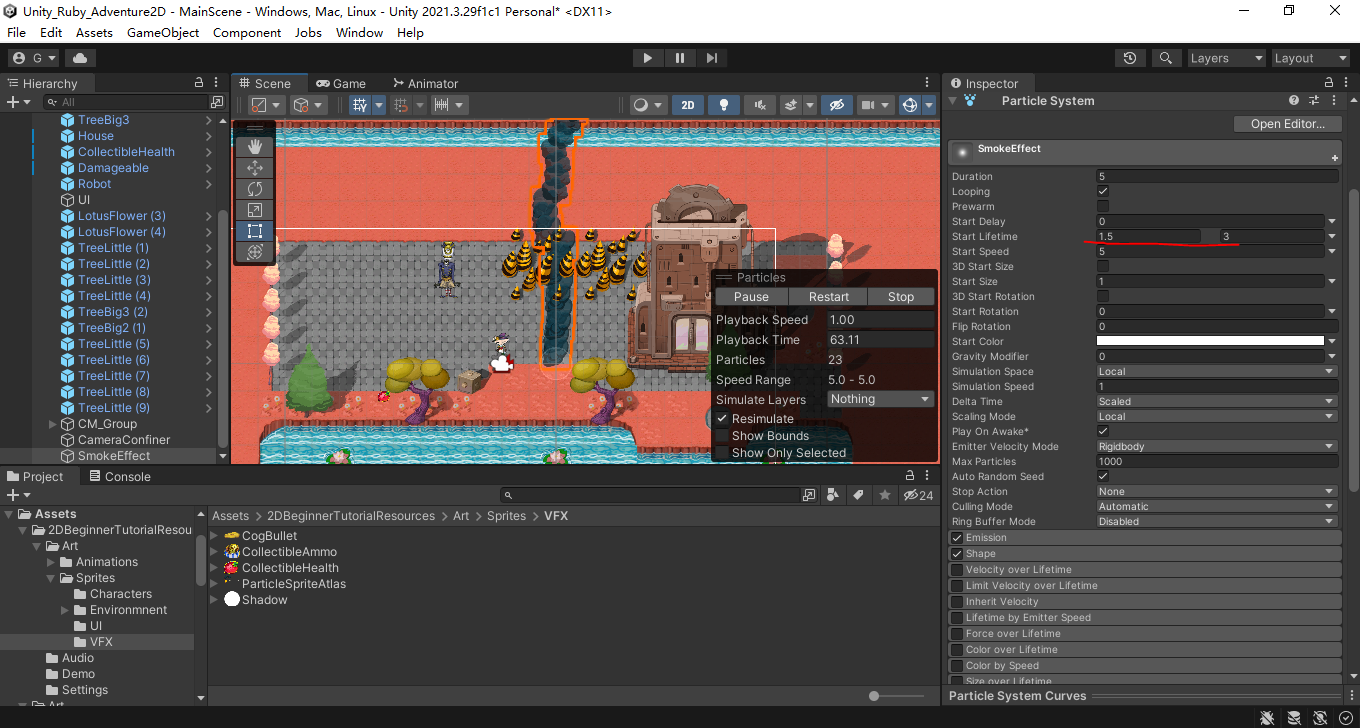 Unity_Ruby_Adventure2D - MainScene - Windows, Mac, Linux - Unity 2021.3.29f1c1 Personal* <DX11>
File Edit Assets GameObject Component Jobs Window Help
G Layers Layout
Hierarchy
All
TreeBig3
House
CollectibleHealth
Damageable
Robot
UI
LotusFlower (3)
LotusFlower (4)
TreeLittle (1)
TreeLittle (2)
TreeLittle (3)
TreeLittle (4)
TreeBig3 (2)
TreeBig2 (1)
TreeLittle (5)
TreeLittle (6)
TreeLittle (7)
TreeLittle (8)
TreeLittle (9)
CM_Group
CameraConfiner
SmokeEffect
Scene Game Animator
2D
Particles
Pause Restart Stop
Playback Speed 1.00
Playback Time 63.11
Particles 23
Speed Range 5.0 - 5.0
Simulate Layers Nothing
Resimulate
Show Bounds
Show Only Selected
Inspector
Particle System
Open Editor...
SmokeEffect
Duration 5
Looping
Prewarm
Start Delay 0
Start Lifetime 1.5 3
Start Speed 5
3D Start Size
Start Size 1
3D Start Rotation
Start Rotation 0
Flip Rotation 0
Start Color
Gravity Modifier 0
Simulation Space Local
Simulation Speed 1
Delta Time Scaled
Scaling Mode Local
Play On Awake*
Emitter Velocity Mode Rigidbody
Max Particles 1000
Auto Random Seed
Stop Action None
Culling Mode Automatic
Ring Buffer Mode Disabled
Emission
Shape
Velocity over Lifetime
Limit Velocity over Lifetime
Inherit Velocity
Lifetime by Emitter Speed
Force over Lifetime
Color over Lifetime
Color by Speed
Size over Lifetime
Particle System Curves
Project Console
24
Assets
2DBeginnerTutorialResou
Art
Animations
Sprites
Characters
Environmnent
UI
VFX
Audio
Demo
Settings
Art
Assets > 2DBeginnerTutorialResources > Art > Sprites > VFX
CogBullet
CollectibleAmmo
CollectibleHealth
ParticleSpriteAtlas
Shadow